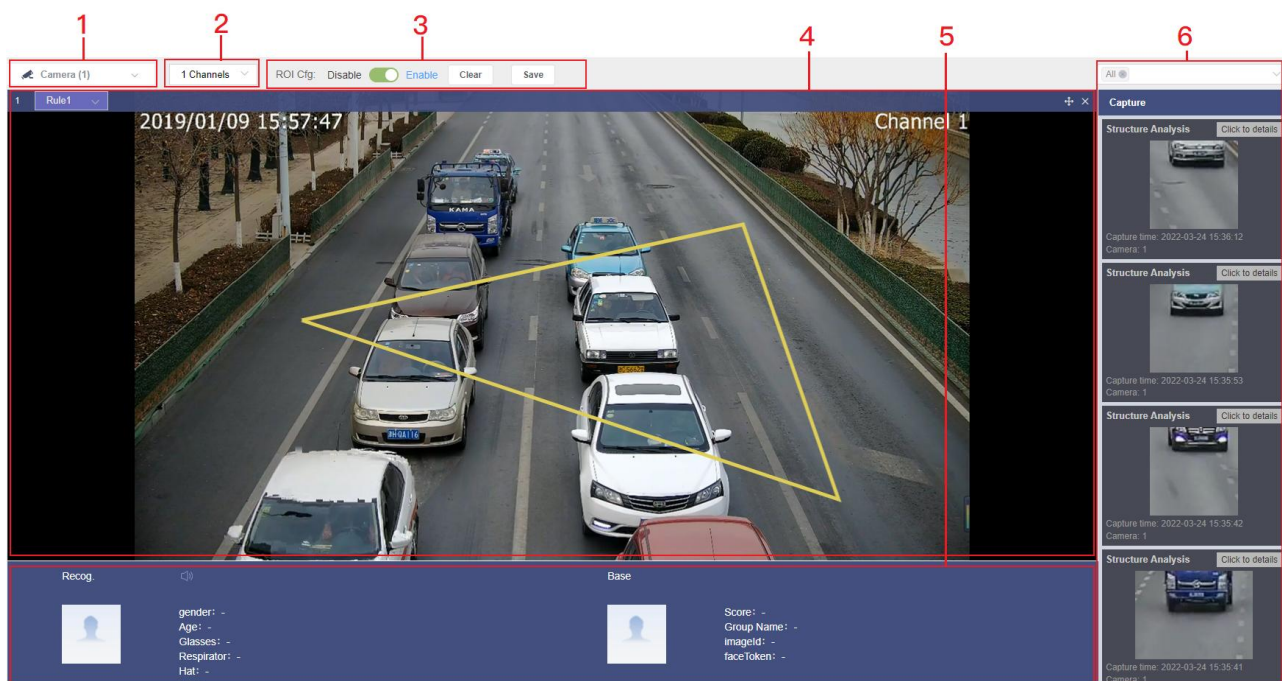 1
2
3
4
5
6
Camera (1)
1 Channels
ROI Cfg: Disable Enable Clear Save
All
1 Rule1
Capture
2019/01/09 15:57:47
Channel 1
KAMA
Structure Analysis Click to details
Capture time: 2022-03-24 15:36:12
Camera: 1
Structure Analysis Click to details
Capture time: 2022-03-24 15:35:53
Camera: 1
Structure Analysis Click to details
Capture time: 2022-03-24 15:35:42
Camera: 1
Structure Analysis Click to details
Capture time: 2022-03-24 15:35:41
Camera: 1
Recog.
gender: -
Age: -
Glasses: -
Respirator: -
Hat: -
Base
Score: -
Group Name: -
imageId: -
faceToken: -